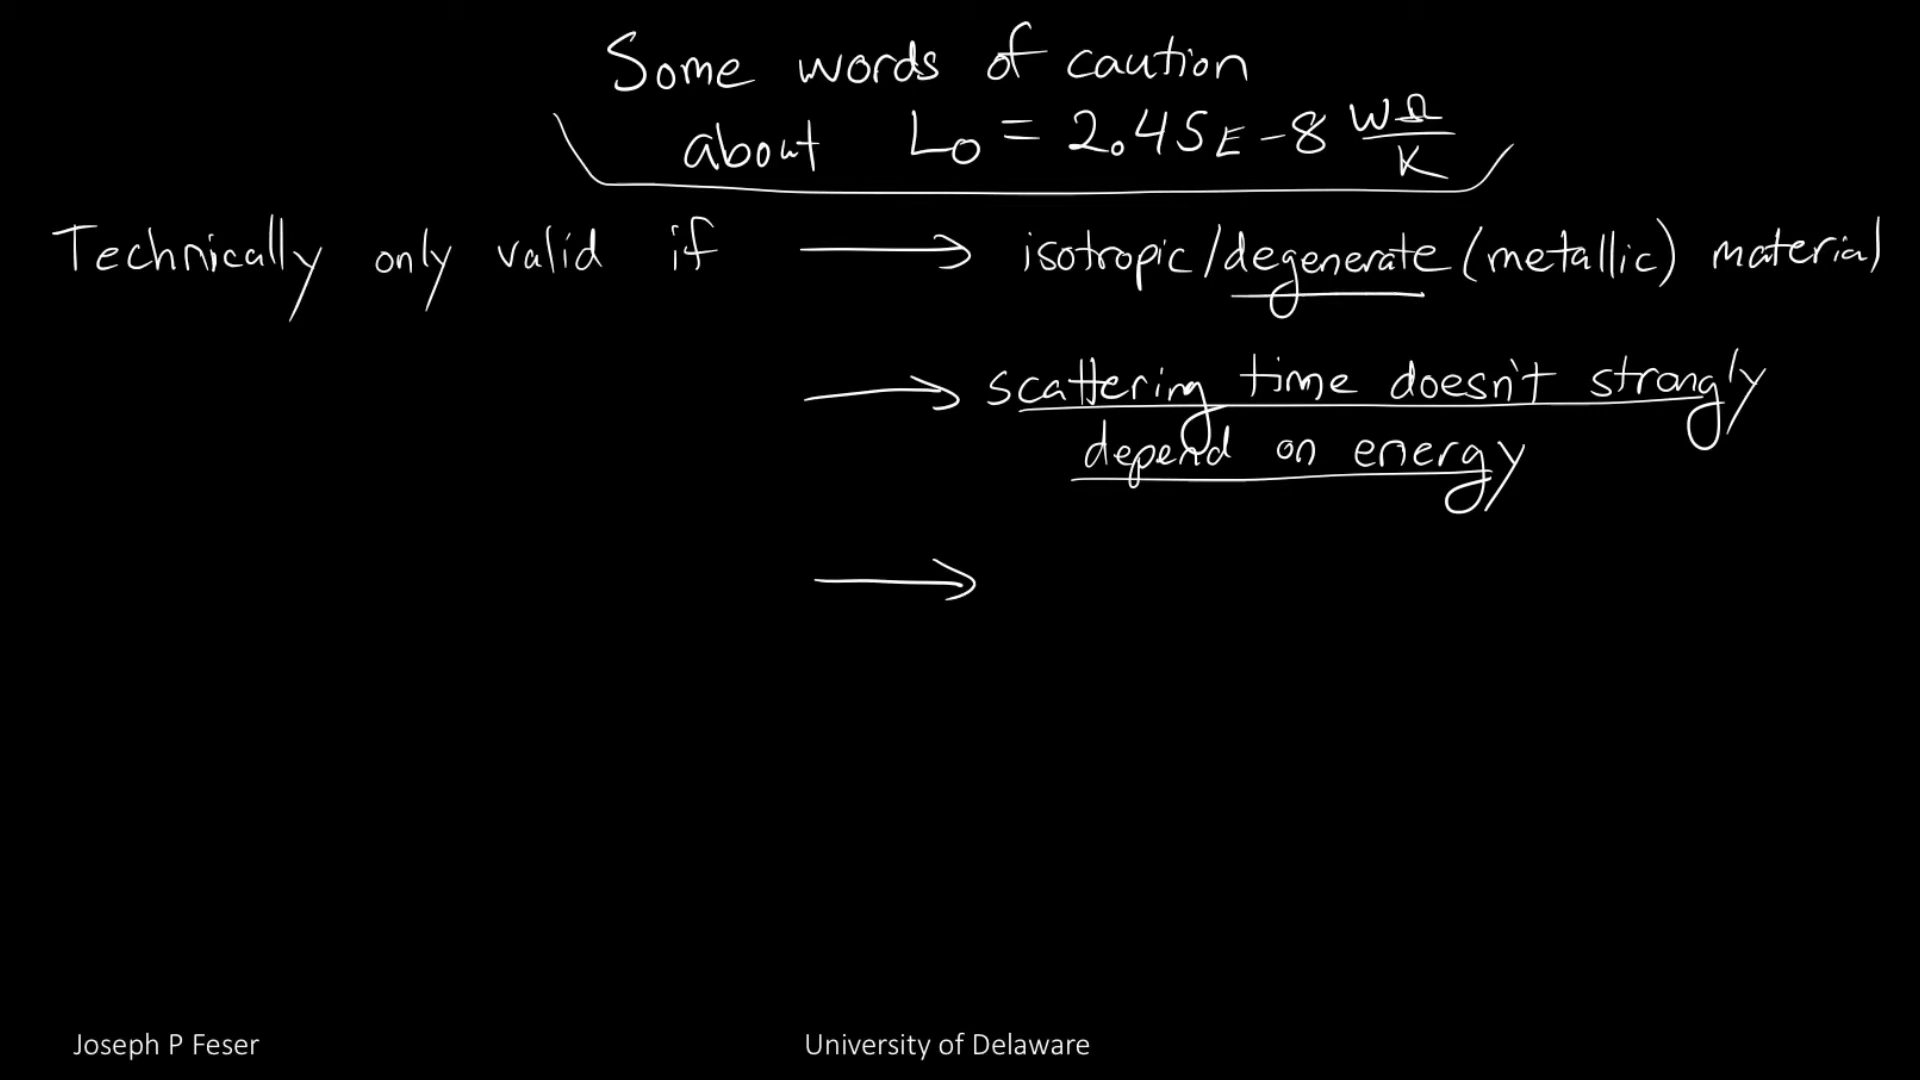 Some words of caution
about L₀ = 2.45E-8 WΩ/K
Technically only valid if → isotropic/degenerate (metallic) material
→ scattering time doesn't strongly
depend on energy
→
Joseph P Feser
University of Delaware